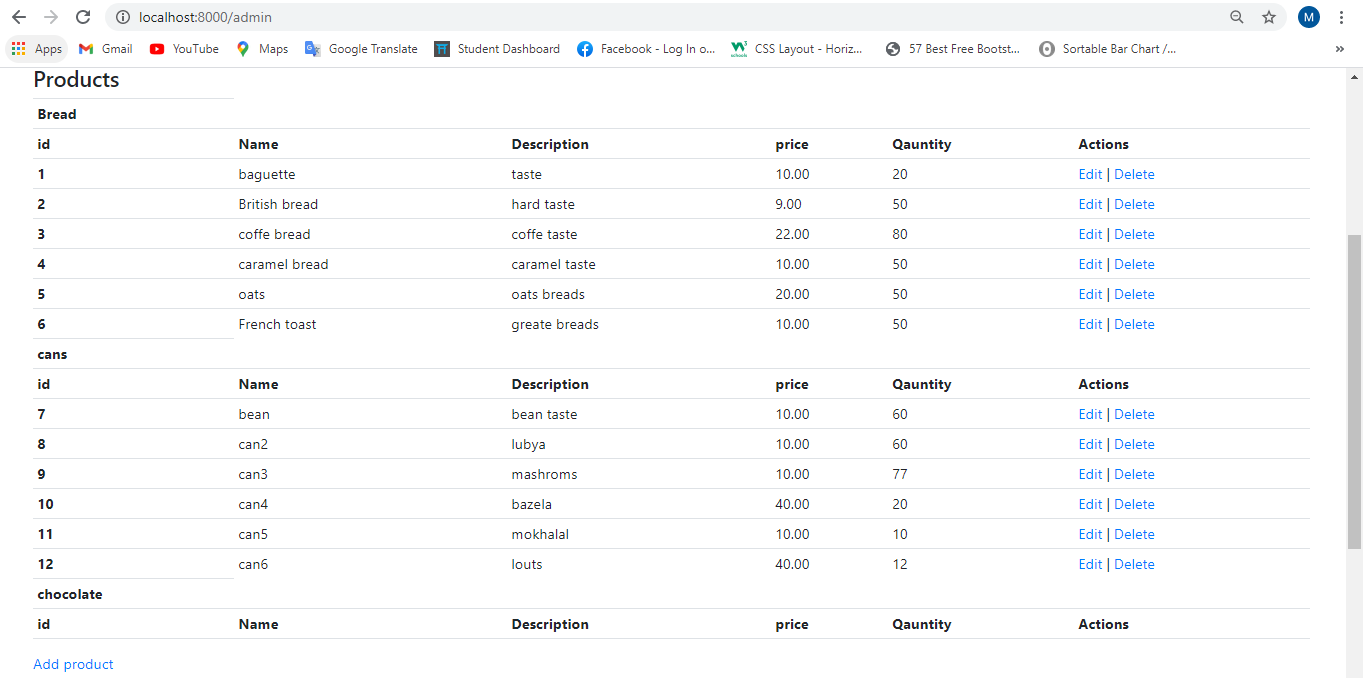 localhost:8000/admin
M
Apps Gmail YouTube Maps Google Translate Student Dashboard Facebook - Log In o... CSS Layout - Horiz... 57 Best Free Bootst... Sortable Bar Chart /... »
Products
Bread
id Name Description price Qauntity Actions
1 baguette taste 10.00 20 Edit | Delete
2 British bread hard taste 9.00 50 Edit | Delete
3 coffe bread coffe taste 22.00 80 Edit | Delete
4 caramel bread caramel taste 10.00 50 Edit | Delete
5 oats oats breads 20.00 50 Edit | Delete
6 French toast greate breads 10.00 50 Edit | Delete
cans
id Name Description price Qauntity Actions
7 bean bean taste 10.00 60 Edit | Delete
8 can2 lubya 10.00 60 Edit | Delete
9 can3 mashroms 10.00 77 Edit | Delete
10 can4 bazela 40.00 20 Edit | Delete
11 can5 mokhalal 10.00 10 Edit | Delete
12 can6 louts 40.00 12 Edit | Delete
chocolate
id Name Description price Qauntity Actions
Add product